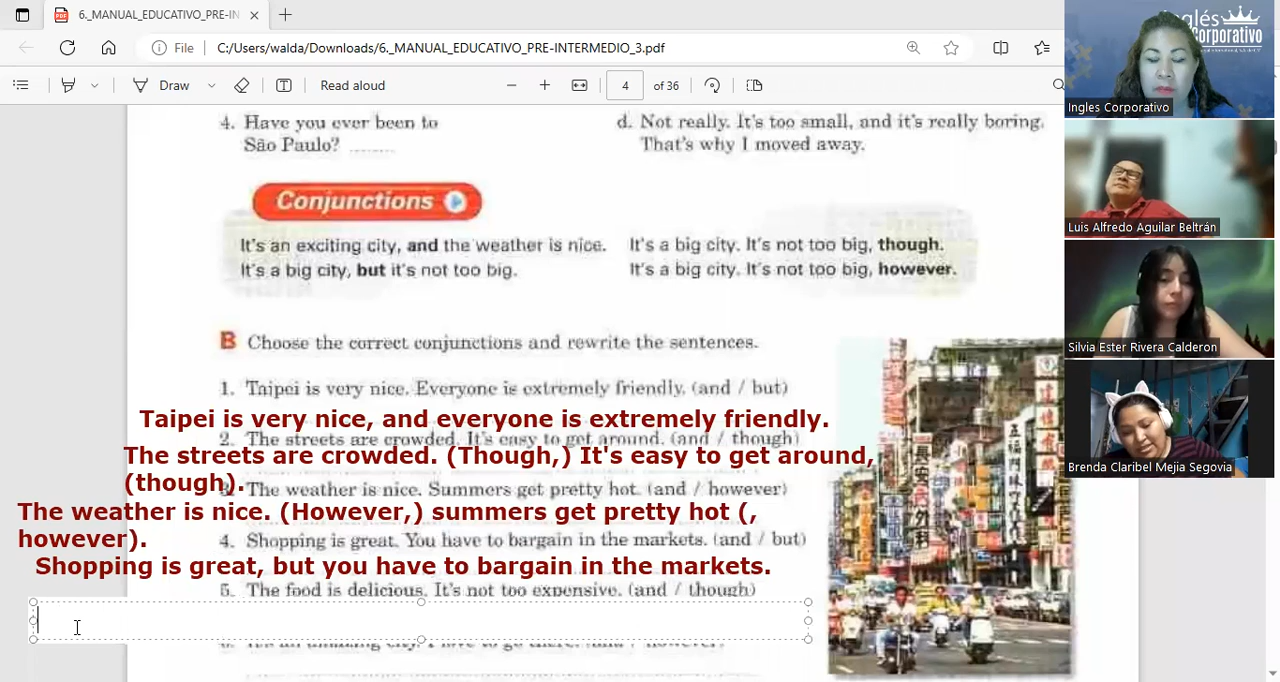 6._MANUAL_EDUCATIVO_PRE-IN
File
C:/Users/walda/Downloads/6._MANUAL_EDUCATIVO_PRE-INTERMEDIO_3.pdf
Draw
Read aloud
4
of 36
4. Have you ever been to
São Paulo?
d. Not really. It's too small, and it's really boring.
That's why I moved away.
Conjunctions
It's an exciting city, and the weather is nice.
It's a big city, but it's not too big.
It's a big city. It's not too big, though.
It's a big city. It's not too big, however.
B Choose the correct conjunctions and rewrite the sentences.
1. Taipei is very nice. Everyone is extremely friendly. (and / but)
Taipei is very nice, and everyone is extremely friendly.
2. The streets are crowded. It's easy to get around. (and / though)
The streets are crowded. (Though,) It's easy to get around,
(though).
The weather is nice. Summers get pretty hot. (and / however)
The weather is nice. (However,) summers get pretty hot (,
however).
4. Shopping is great. You have to bargain in the markets. (and / but)
Shopping is great, but you have to bargain in the markets.
5. The food is delicious. It's not too expensive. (and / though)
Inglés
Corporativo
Ingles Corporativo
Luis Alfredo Aguilar Beltrán
Silvia Ester Rivera Calderon
Brenda Claribel Mejia Segovia